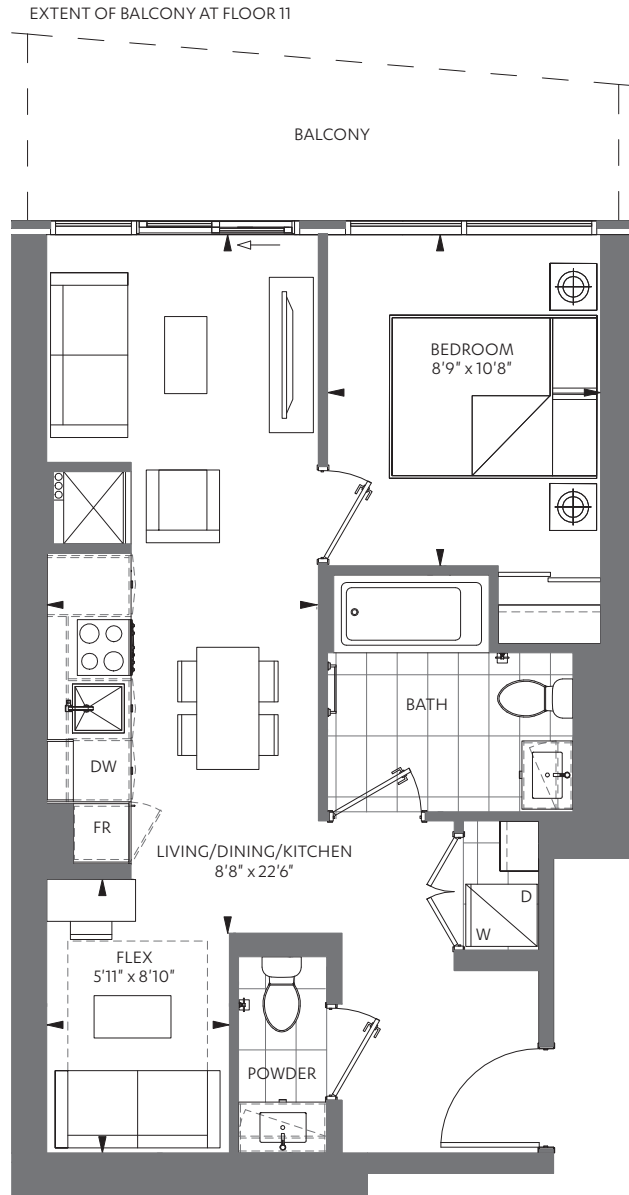 EXTENT OF BALCONY AT FLOOR 11
BALCONY
BEDROOM
8'9" x 10'8"
BATH
DW
FR
LIVING/DINING/KITCHEN
8'8" x 22'6"
D
W
FLEX
5'11" x 8'10"
POWDER